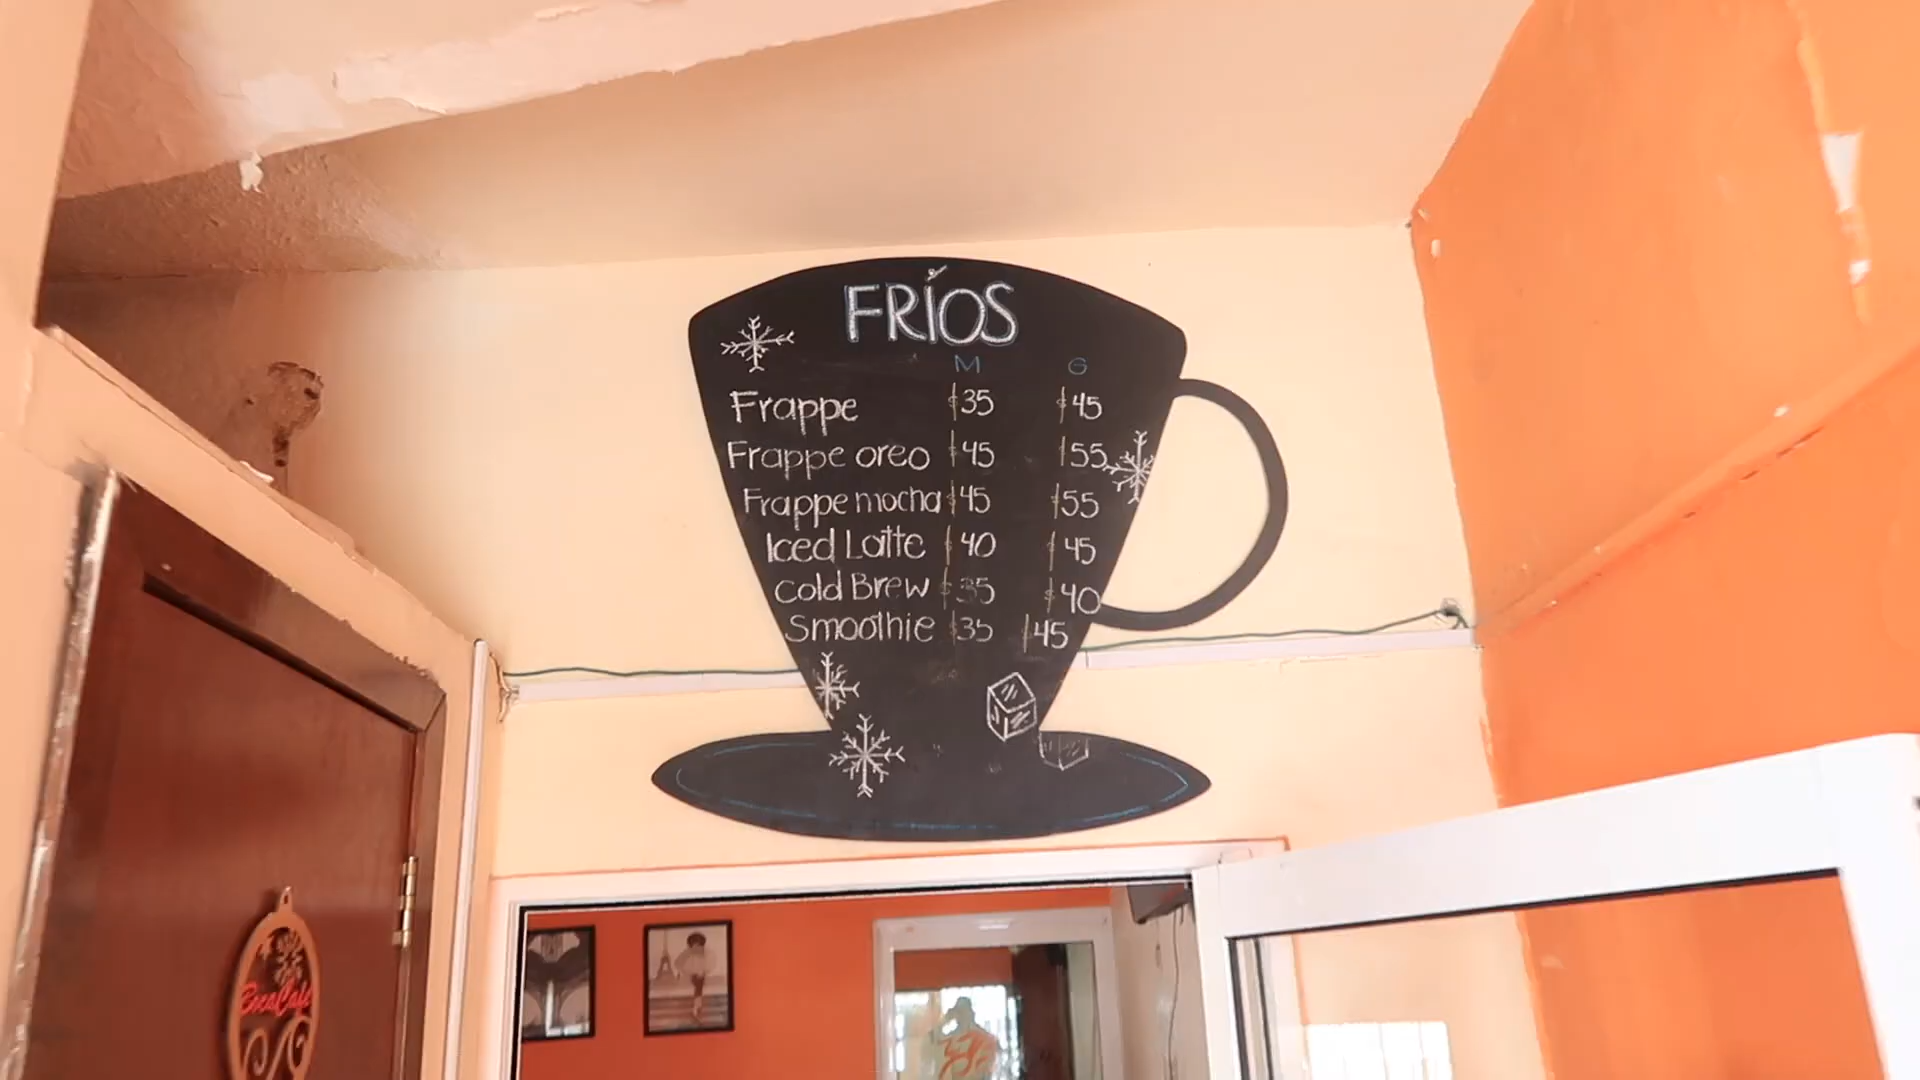 FRÍOS
M G
Frappe $35 $45
Frappe oreo $45 $55
Frappe mocha $45 $55
Iced Latte $40 $45
Cold Brew $35 $40
Smoothie $35 $45
BocaCafé